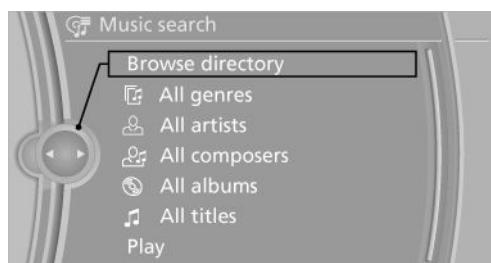 Music search
Browse directory
All genres
All artists
All composers
All albums
All titles
Play